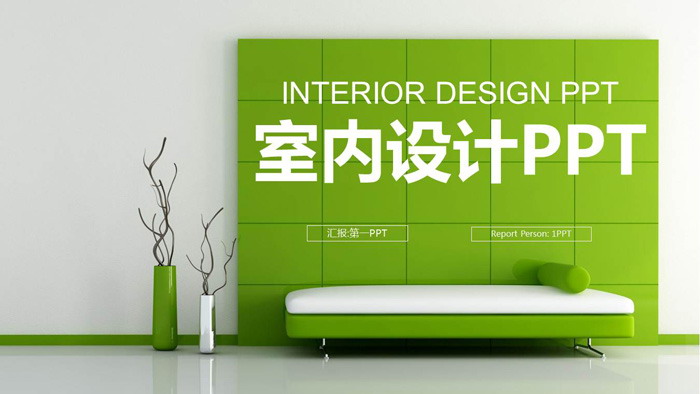 INTERIOR DESIGN PPT
室内设计PPT
汇报:第一PPT
Report Person: 1PPT